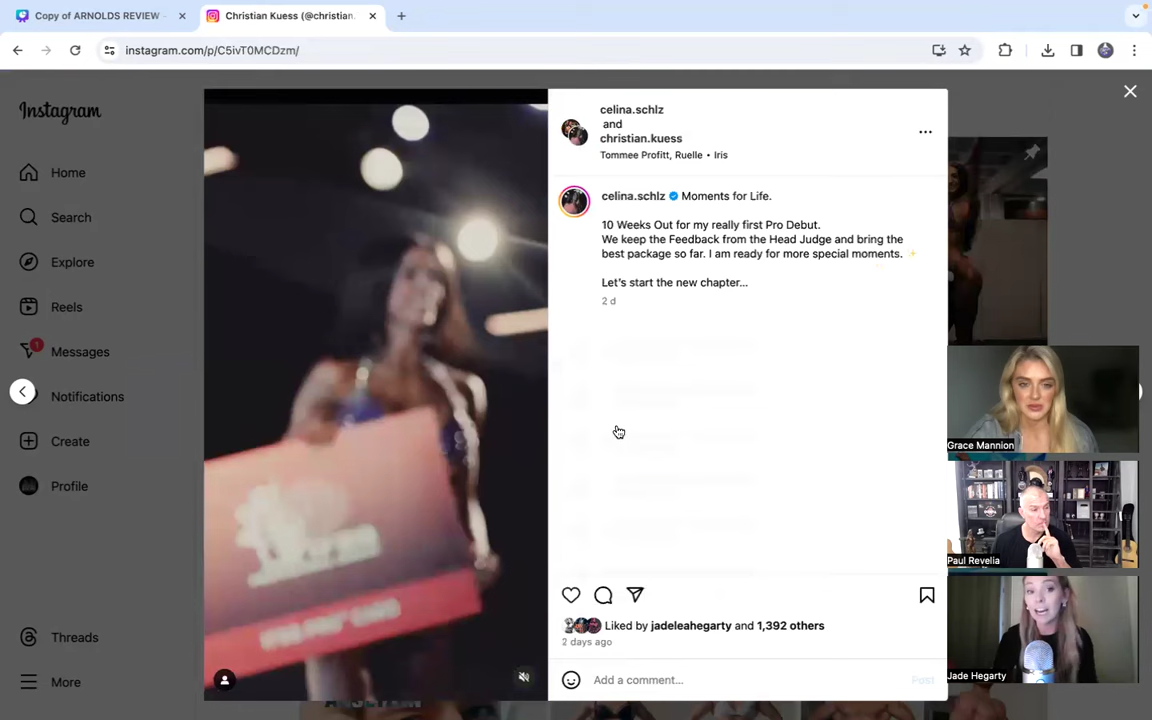 Copy of ARNOLDS REVIEW -
Christian Kuess (@christian.
instagram.com/p/C5ivT0MCDzm/
Instagram
Home
Search
Explore
Reels
1
Messages
Notifications
Create
Profile
Threads
More
celina.schlz
and
christian.kuess
Tommee Profitt, Ruelle • Iris
celina.schlz Moments for Life.
10 Weeks Out for my really first Pro Debut.
We keep the Feedback from the Head Judge and bring the
best package so far. I am ready for more special moments. ✨
Let's start the new chapter...
2 d
Liked by jadeleahegarty and 1,392 others
2 days ago
Add a comment...
Post
Grace Mannion
Paul Revelia
Jade Hegarty